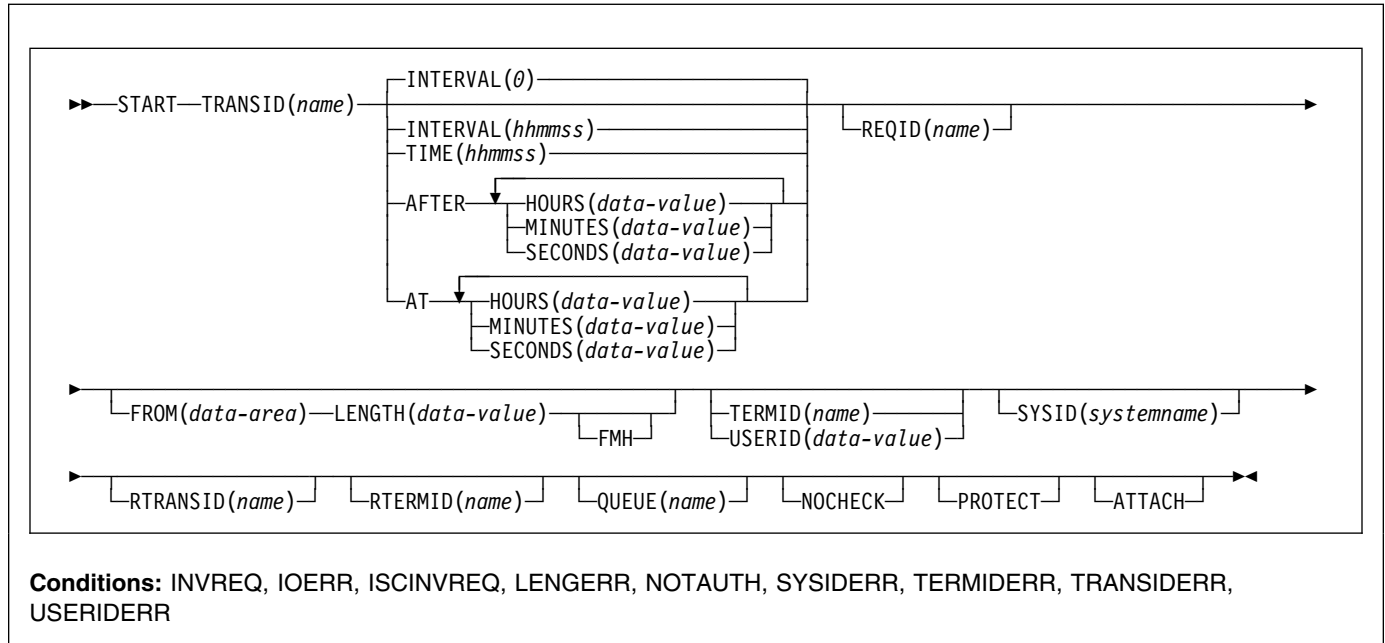 INTERVAL(0)
START TRANSID(name) REQID(name)
INTERVAL(hhmmss)
TIME(hhmmss)
AFTER HOURS(data-value)
MINUTES(data-value)
SECONDS(data-value)
AT HOURS(data-value)
MINUTES(data-value)
SECONDS(data-value)
FROM(data-area) LENGTH(data-value) FMH TERMID(name) SYSID(systemname)
USERID(data-value)
RTRANSID(name) RTERMID(name) QUEUE(name) NOCHECK PROTECT ATTACH
Conditions: INVREQ, IOERR, ISCINVREQ, LENGERR, NOTAUTH, SYSIDERR, TERMIDERR, TRANSIDERR,
USERIDERR